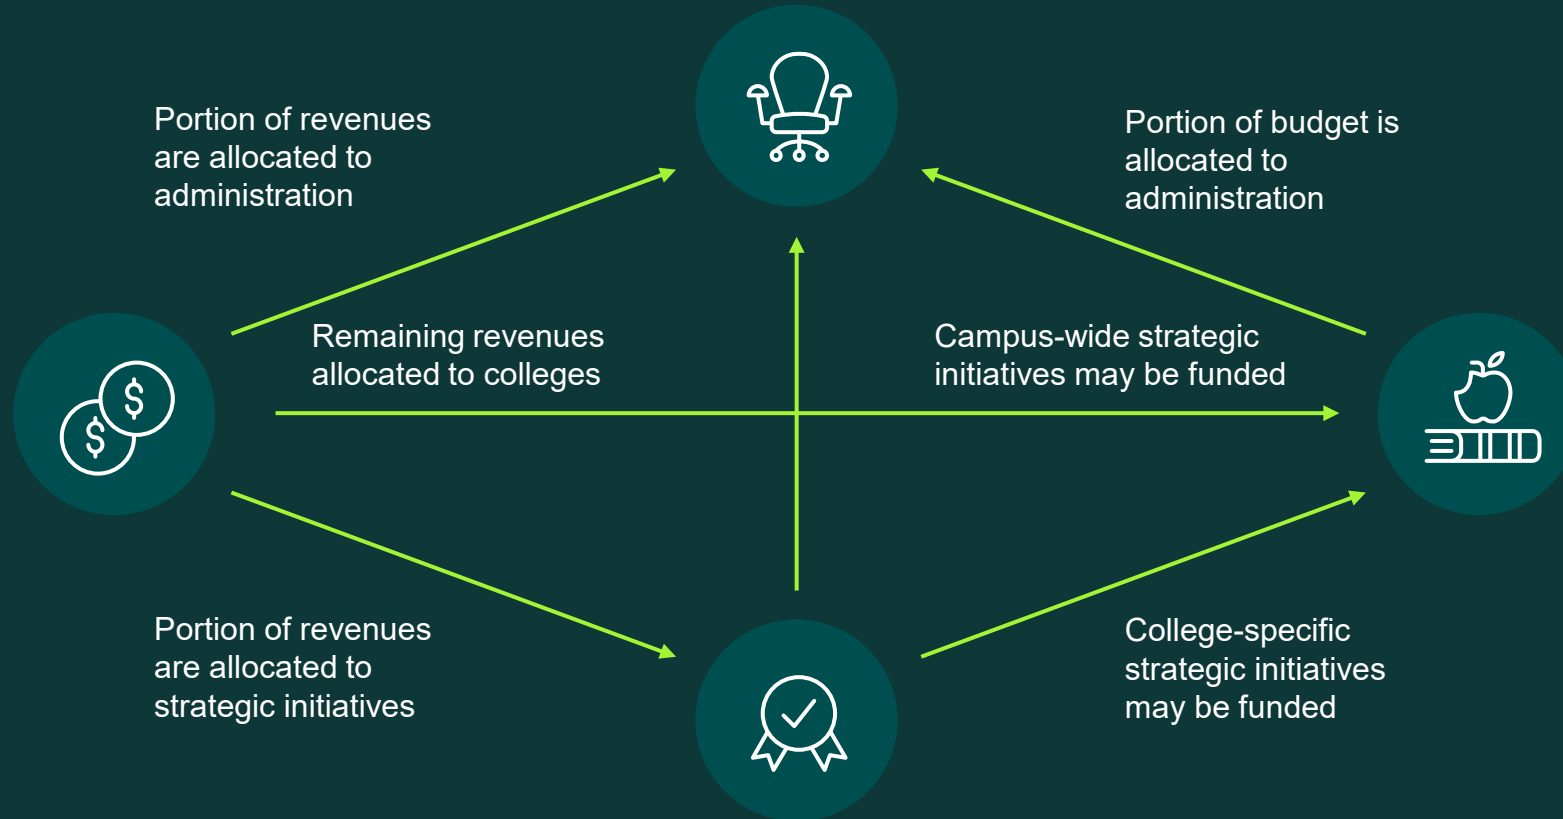 Portion of revenues
are allocated to
administration
Portion of budget is
allocated to
administration
Remaining revenues
allocated to colleges
Campus-wide strategic
initiatives may be funded
$
$
Portion of revenues
are allocated to
strategic initiatives
College-specific
strategic initiatives
may be funded